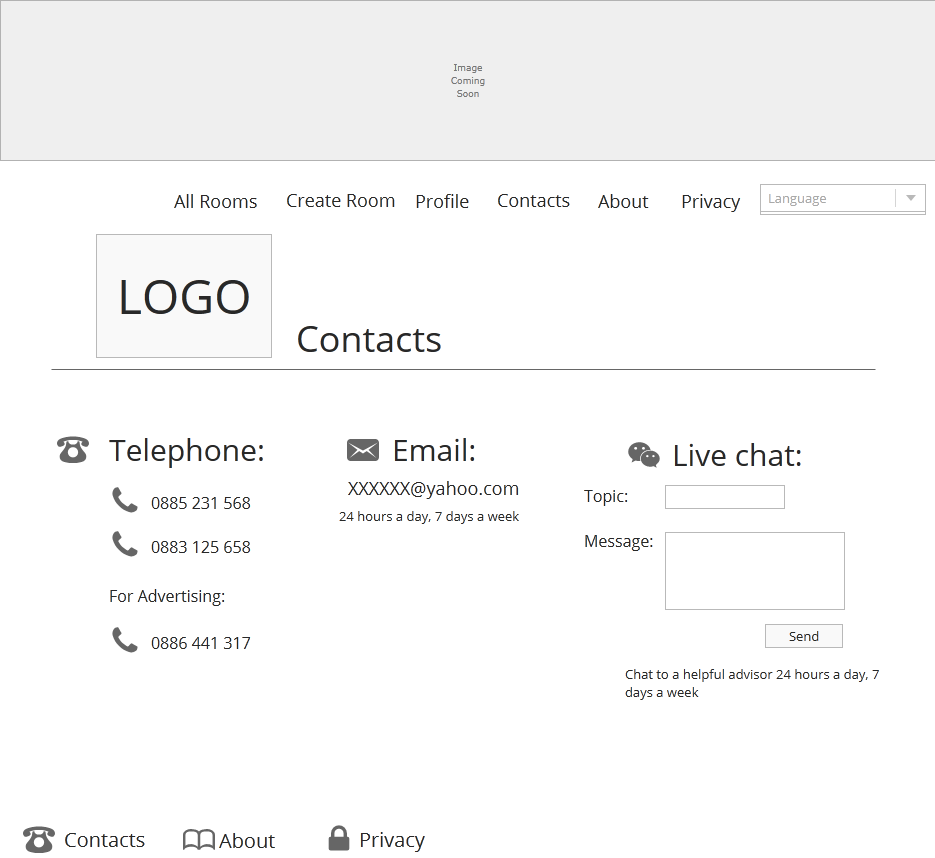 Image
Coming
Soon
All Rooms Create Room Profile Contacts About Privacy Language
LOGO
Contacts
Telephone:
0885 231 568
0883 125 658
For Advertising:
0886 441 317
Email:
XXXXXX@yahoo.com
24 hours a day, 7 days a week
Live chat:
Topic:
Message:
Send
Chat to a helpful advisor 24 hours a day, 7
days a week
Contacts About Privacy